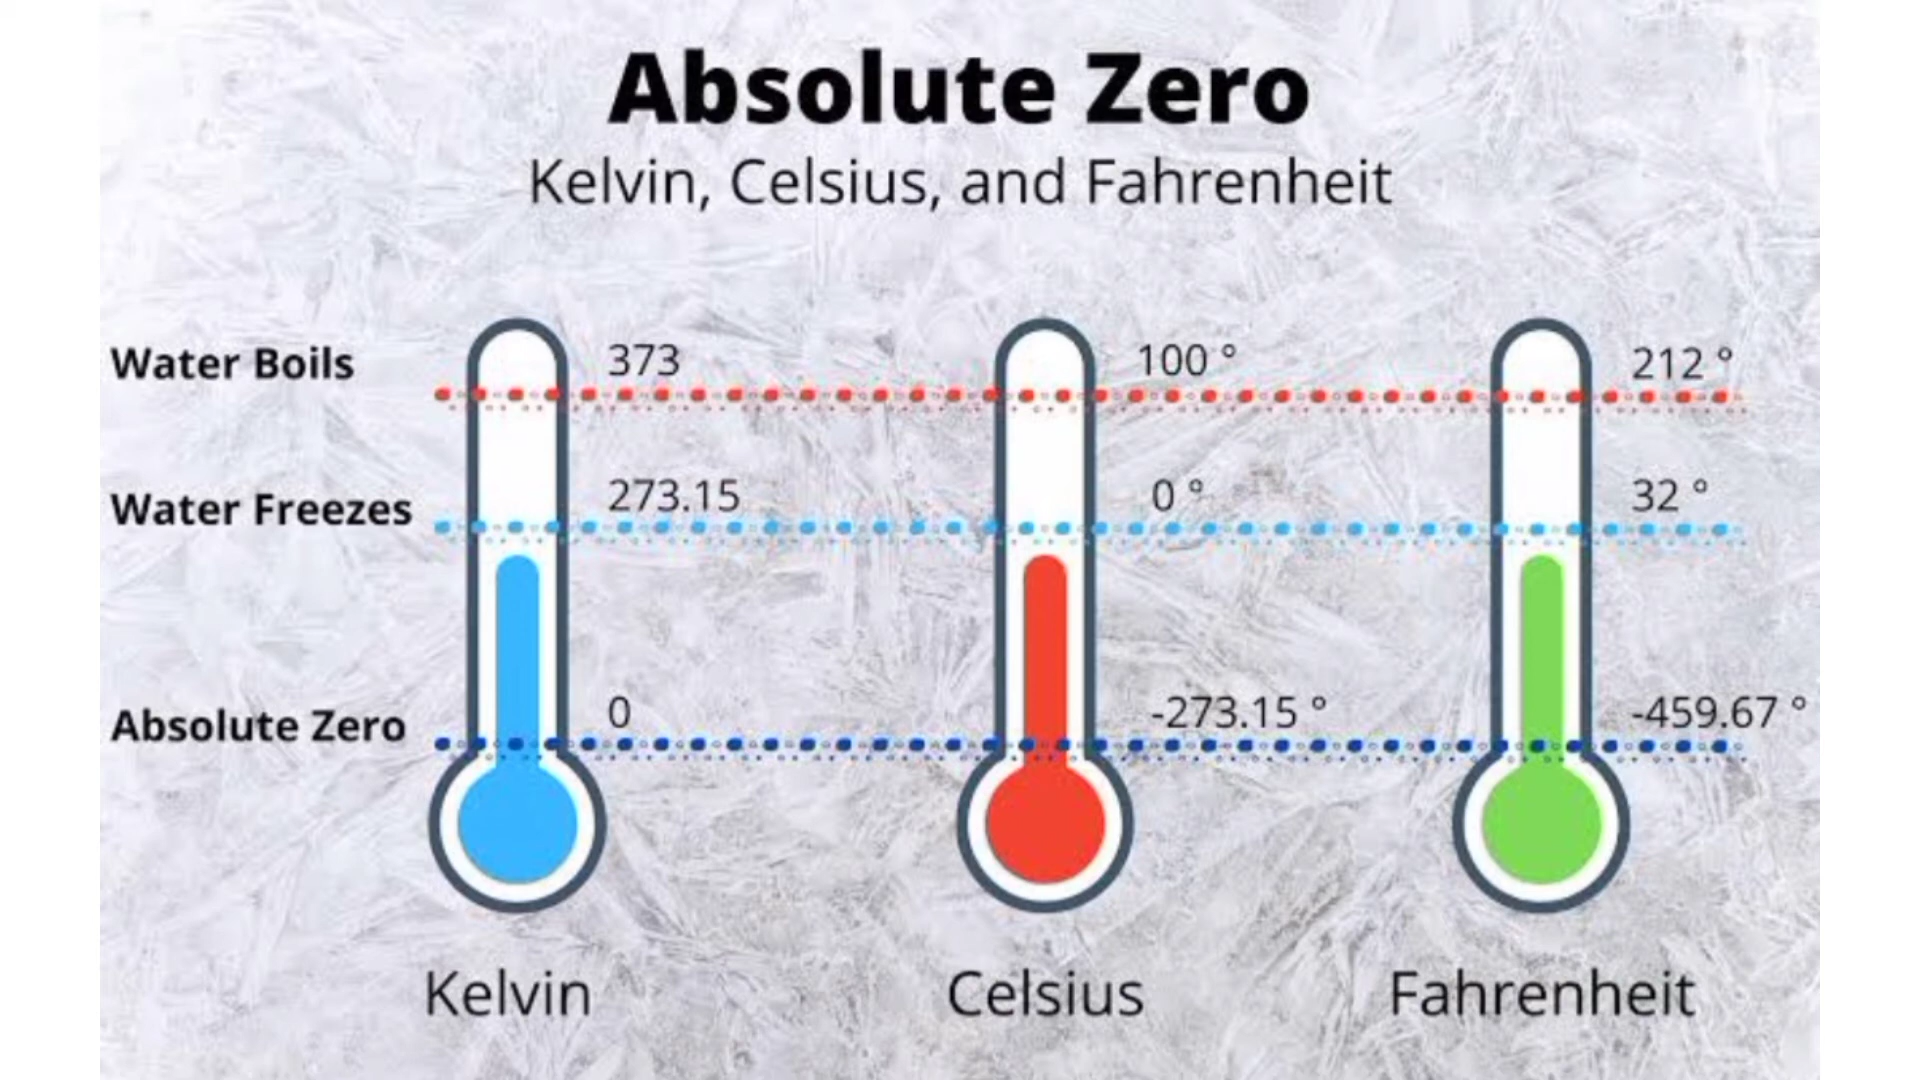 Absolute Zero
Kelvin, Celsius, and Fahrenheit
Water Boils 373 100 ° 212 °
Water Freezes 273.15 0 ° 32 °
Absolute Zero 0 -273.15 ° -459.67 °
Kelvin Celsius Fahrenheit